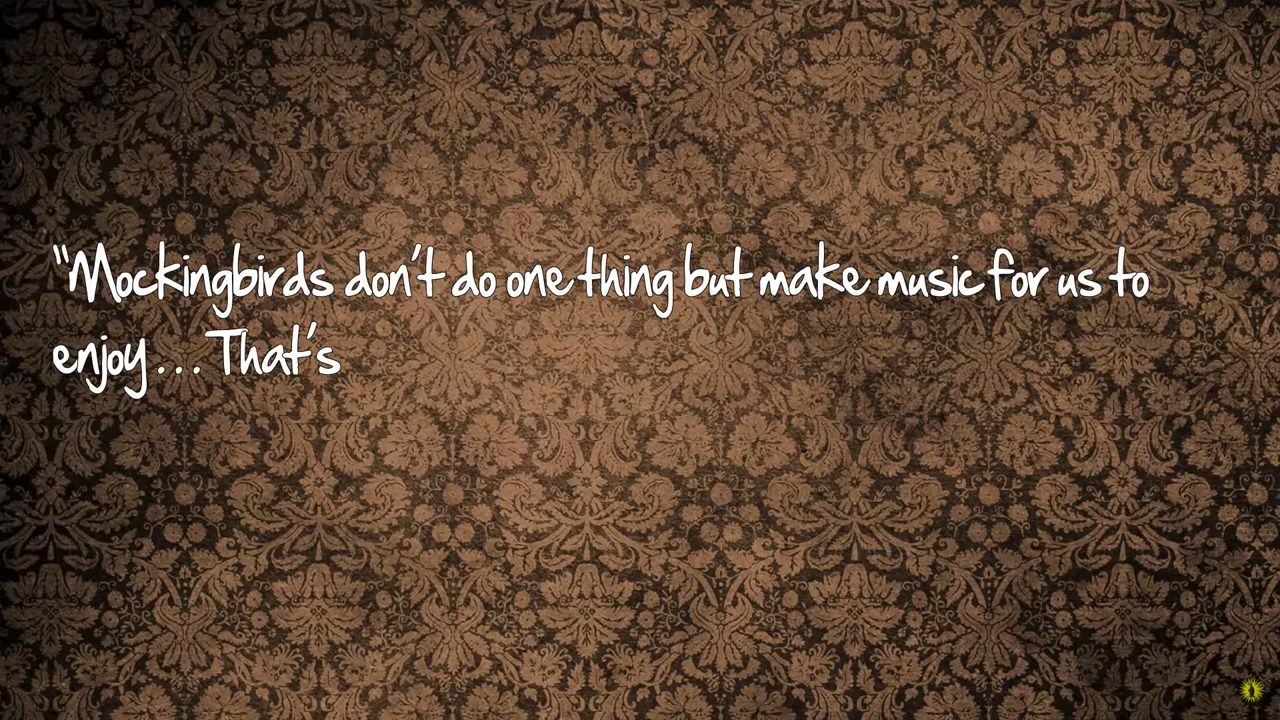 “Mockingbirds don’t do one thing but make music for us to
enjoy . . . That’s